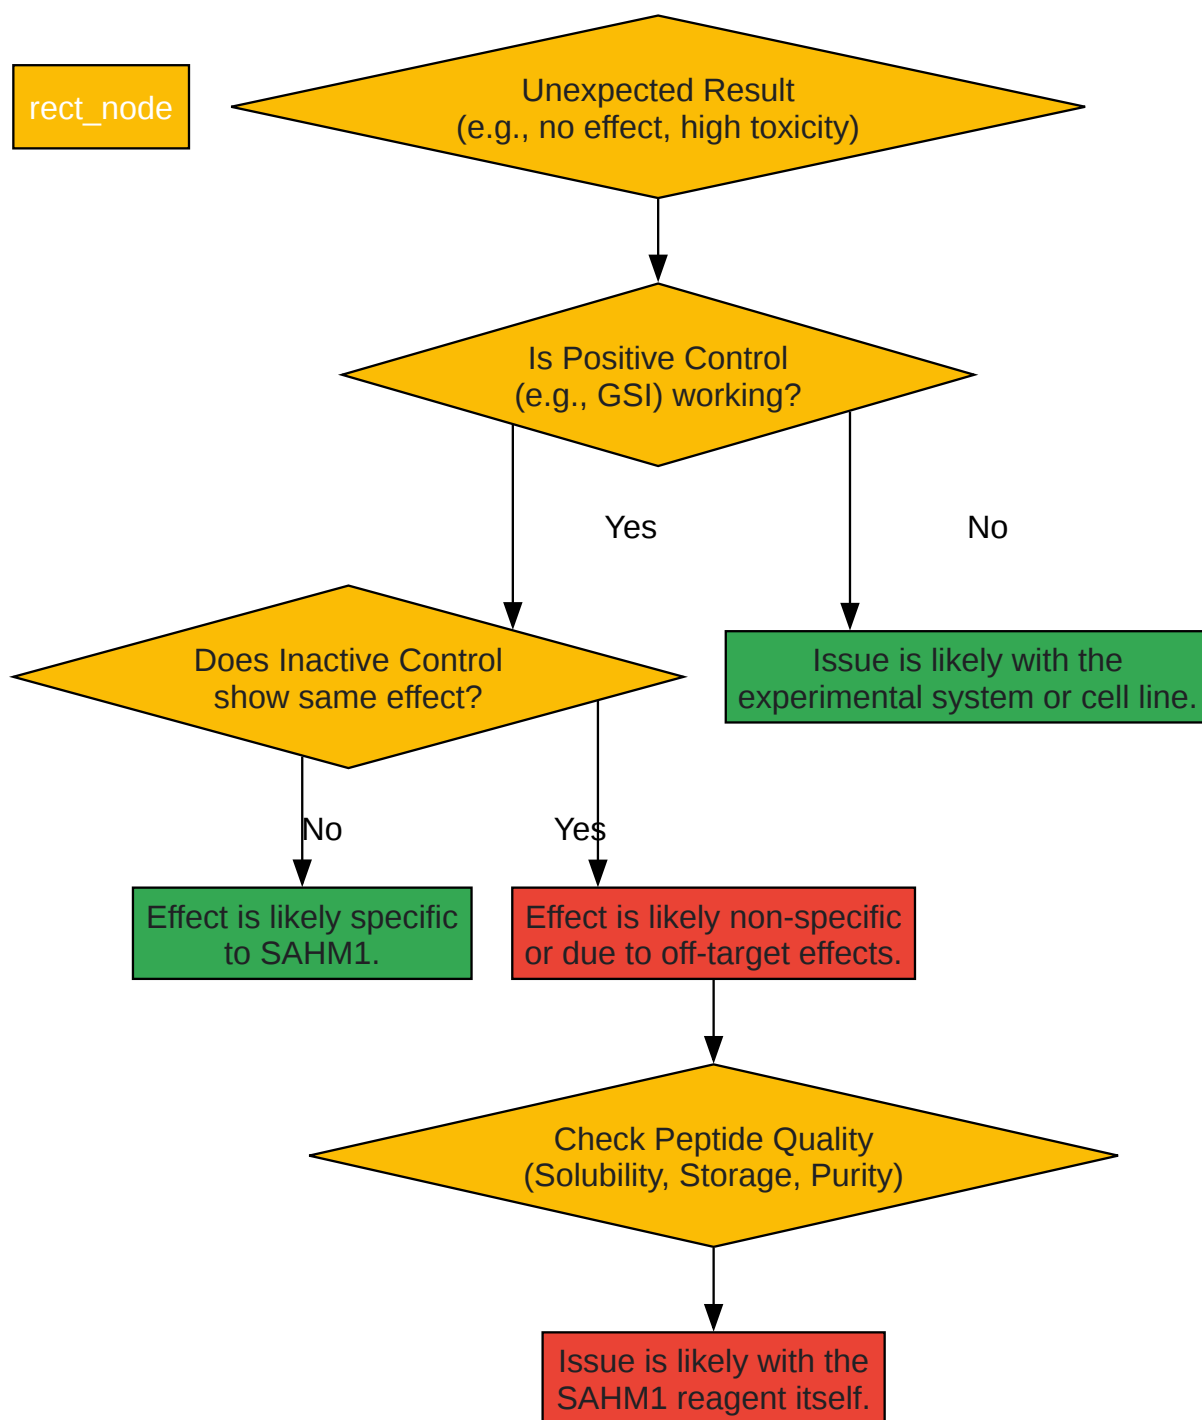 rect_node
Unexpected Result
(e.g., no effect, high toxicity)
Is Positive Control
(e.g., GSI) working?
Yes
No
Does Inactive Control
show same effect?
Issue is likely with the
experimental system or cell line.
No
Yes
Effect is likely specific
to SAHM1.
Effect is likely non-specific
or due to off-target effects.
Check Peptide Quality
(Solubility, Storage, Purity)
Issue is likely with the
SAHM1 reagent itself.